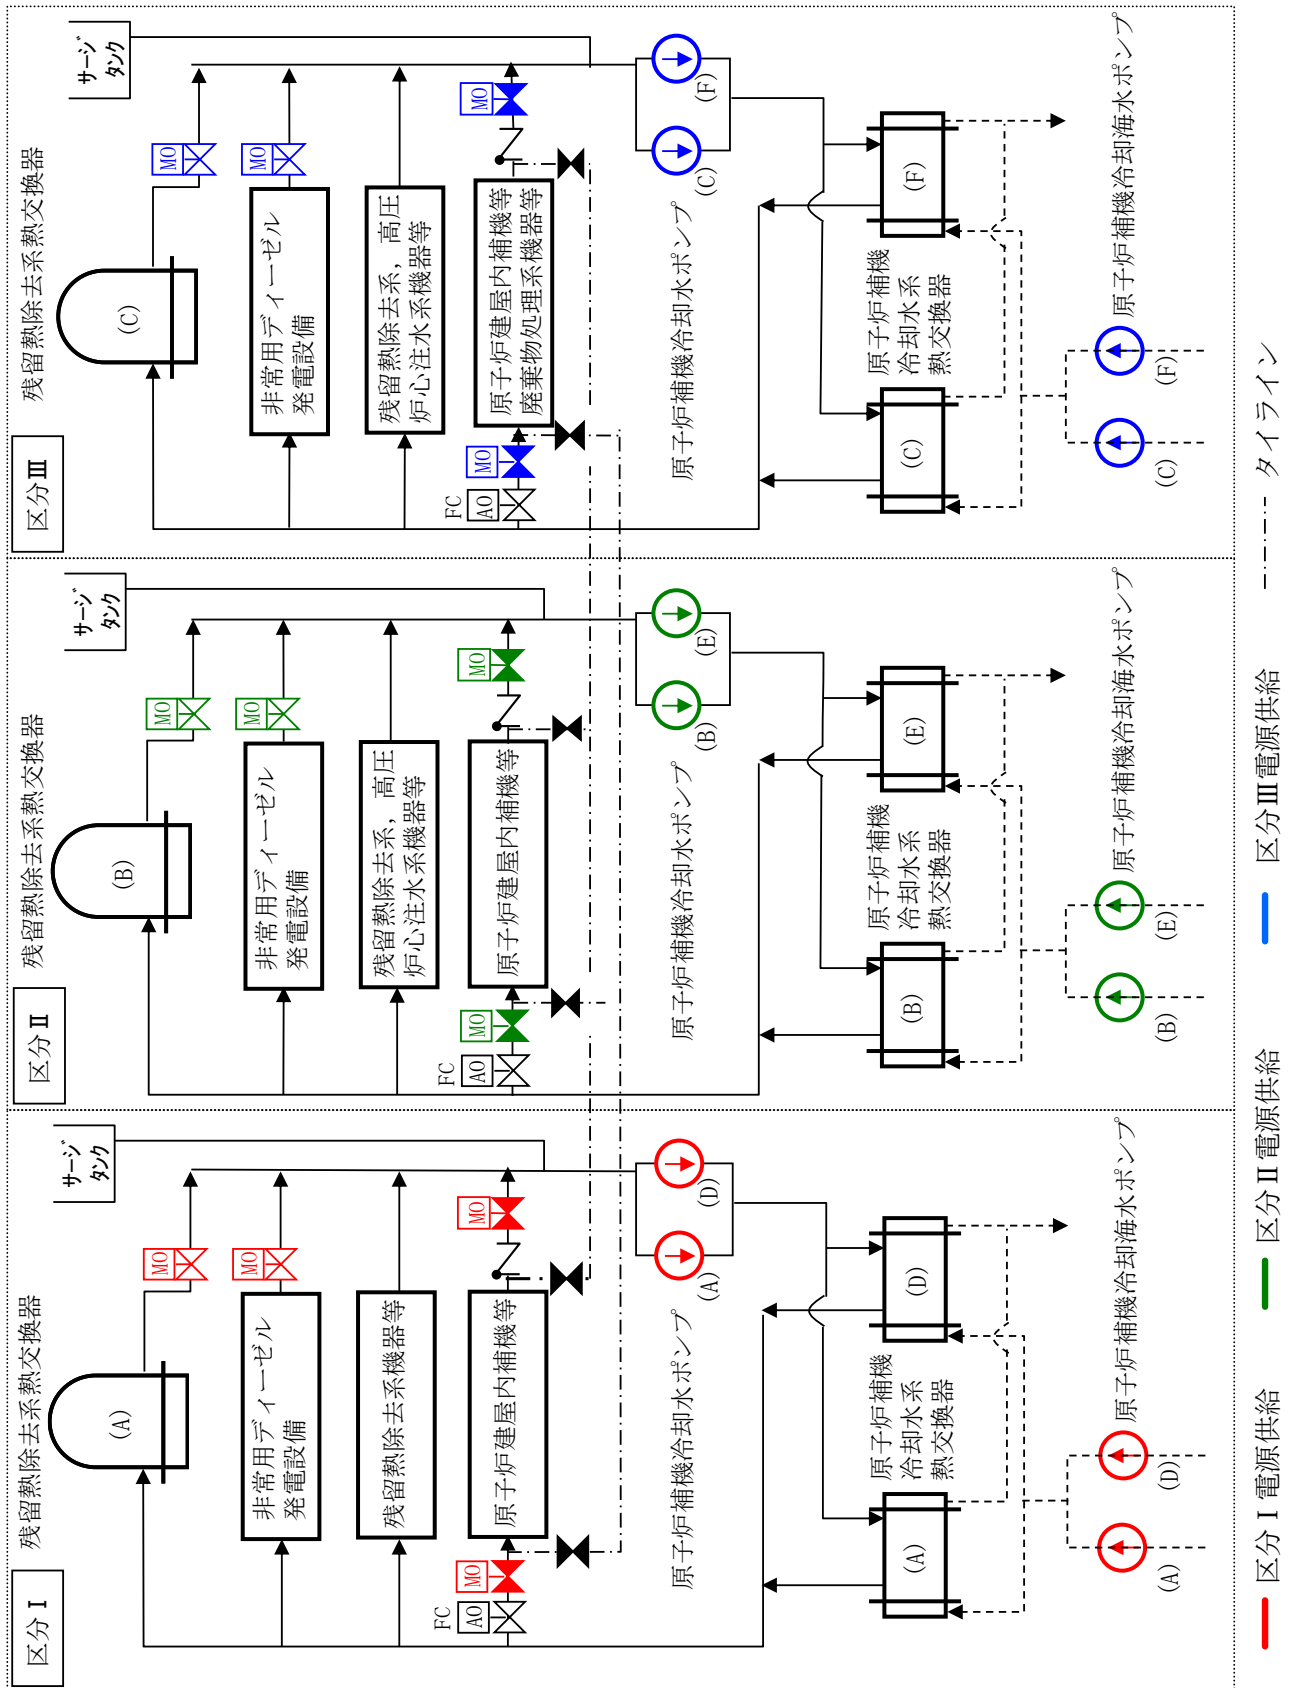 区分Ⅰ
残留熱除去系熱交換器
(A)
サージ
タンク
MO
MO
非常用ディーゼル
発電設備
残留熱除去系機器等
原子炉建屋内補機等
FC
AO
MO
MO
原子炉補機冷却水ポンプ
(A)
(D)
原子炉補機
冷却水系
熱交換器
(A)
(D)
原子炉補機冷却海水ポンプ
(A)
(D)
区分Ⅱ
残留熱除去系熱交換器
(B)
サージ
タンク
MO
MO
非常用ディーゼル
発電設備
残留熱除去系，高圧
炉心注水系機器等
原子炉建屋内補機等
FC
AO
MO
MO
原子炉補機冷却水ポンプ
(B)
(E)
原子炉補機
冷却水系
熱交換器
(B)
(E)
原子炉補機冷却海水ポンプ
(B)
(E)
区分Ⅲ
残留熱除去系熱交換器
(C)
サージ
タンク
MO
MO
非常用ディーゼル
発電設備
残留熱除去系，高圧
炉心注水系機器等
原子炉建屋内補機等
廃棄物処理系機器等
FC
AO
MO
MO
原子炉補機冷却水ポンプ
(C)
(F)
原子炉補機
冷却水系
熱交換器
(C)
(F)
原子炉補機冷却海水ポンプ
(C)
(F)
区分Ⅰ電源供給
区分Ⅱ電源供給
区分Ⅲ電源供給
タイライン